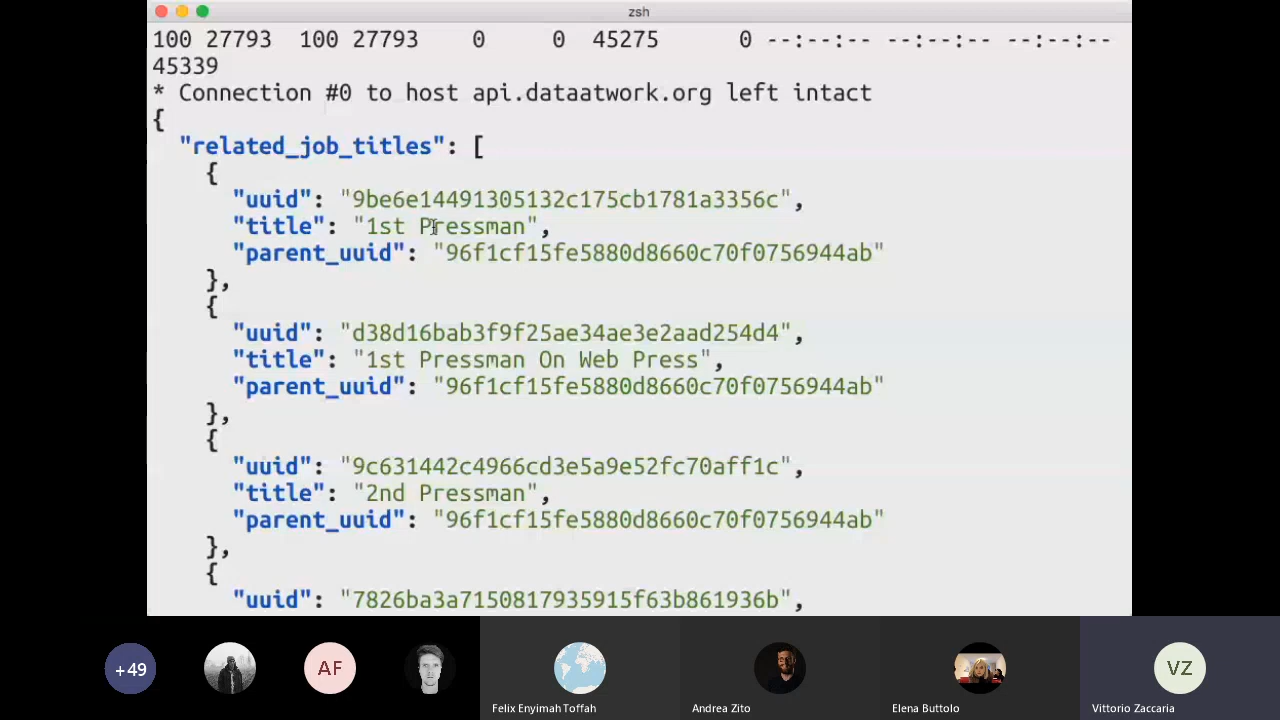 zsh
100 27793  100 27793    0     0  45275      0 --:--:-- --:--:-- --:--:--
45339
* Connection #0 to host api.dataatwork.org left intact
{
  "related_job_titles": [
    {
      "uuid": "9be6e14491305132c175cb1781a3356c",
      "title": "1st Pressman",
      "parent_uuid": "96f1cf15fe5880d8660c70f0756944ab"
    },
    {
      "uuid": "d38d16bab3f9f25ae34ae3e2aad254d4",
      "title": "1st Pressman On Web Press",
      "parent_uuid": "96f1cf15fe5880d8660c70f0756944ab"
    },
    {
      "uuid": "9c631442c4966cd3e5a9e52fc70aff1c",
      "title": "2nd Pressman",
      "parent_uuid": "96f1cf15fe5880d8660c70f0756944ab"
    },
    {
      "uuid": "7826ba3a7150817935915f63b861936b",
+49
AF
VZ
Felix Enyimah Toffah
Andrea Zito
Elena Buttolo
Vittorio Zaccaria